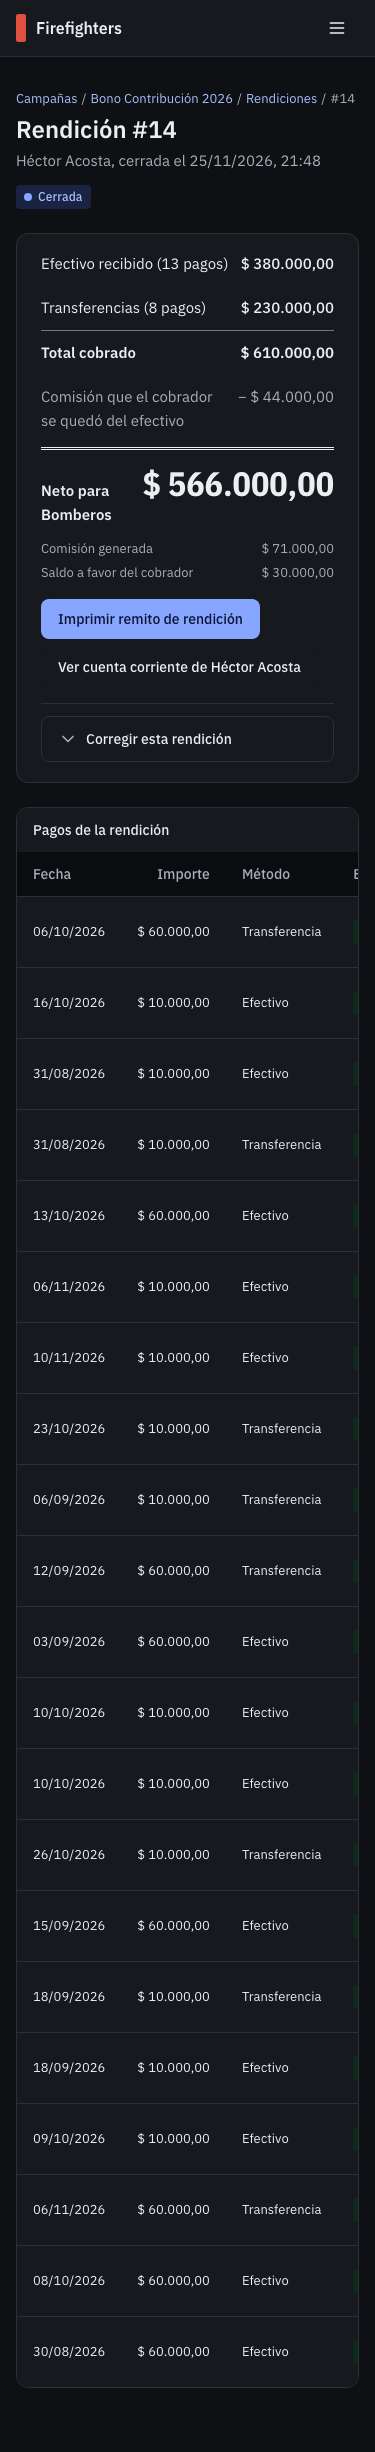 Firefighters
Campañas / Bono Contribución 2026 / Rendiciones / #14
Rendición #14
Héctor Acosta, cerrada el 25/11/2026, 21:48
Cerrada
Efectivo recibido (13 pagos) $ 380.000,00
Transferencias (8 pagos) $ 230.000,00
Total cobrado $ 610.000,00
Comisión que el cobrador − $ 44.000,00
se quedó del efectivo
Neto para $ 566.000,00
Bomberos
Comisión generada $ 71.000,00
Saldo a favor del cobrador $ 30.000,00
Imprimir remito de rendición
Ver cuenta corriente de Héctor Acosta
Corregir esta rendición
Pagos de la rendición
Fecha Importe Método
06/10/2026 $ 60.000,00 Transferencia
16/10/2026 $ 10.000,00 Efectivo
31/08/2026 $ 10.000,00 Efectivo
31/08/2026 $ 10.000,00 Transferencia
13/10/2026 $ 60.000,00 Efectivo
06/11/2026 $ 10.000,00 Efectivo
10/11/2026 $ 10.000,00 Efectivo
23/10/2026 $ 10.000,00 Transferencia
06/09/2026 $ 10.000,00 Transferencia
12/09/2026 $ 60.000,00 Transferencia
03/09/2026 $ 60.000,00 Efectivo
10/10/2026 $ 10.000,00 Efectivo
10/10/2026 $ 10.000,00 Efectivo
26/10/2026 $ 10.000,00 Transferencia
15/09/2026 $ 60.000,00 Efectivo
18/09/2026 $ 10.000,00 Transferencia
18/09/2026 $ 10.000,00 Efectivo
09/10/2026 $ 10.000,00 Efectivo
06/11/2026 $ 60.000,00 Transferencia
08/10/2026 $ 60.000,00 Efectivo
30/08/2026 $ 60.000,00 Efectivo